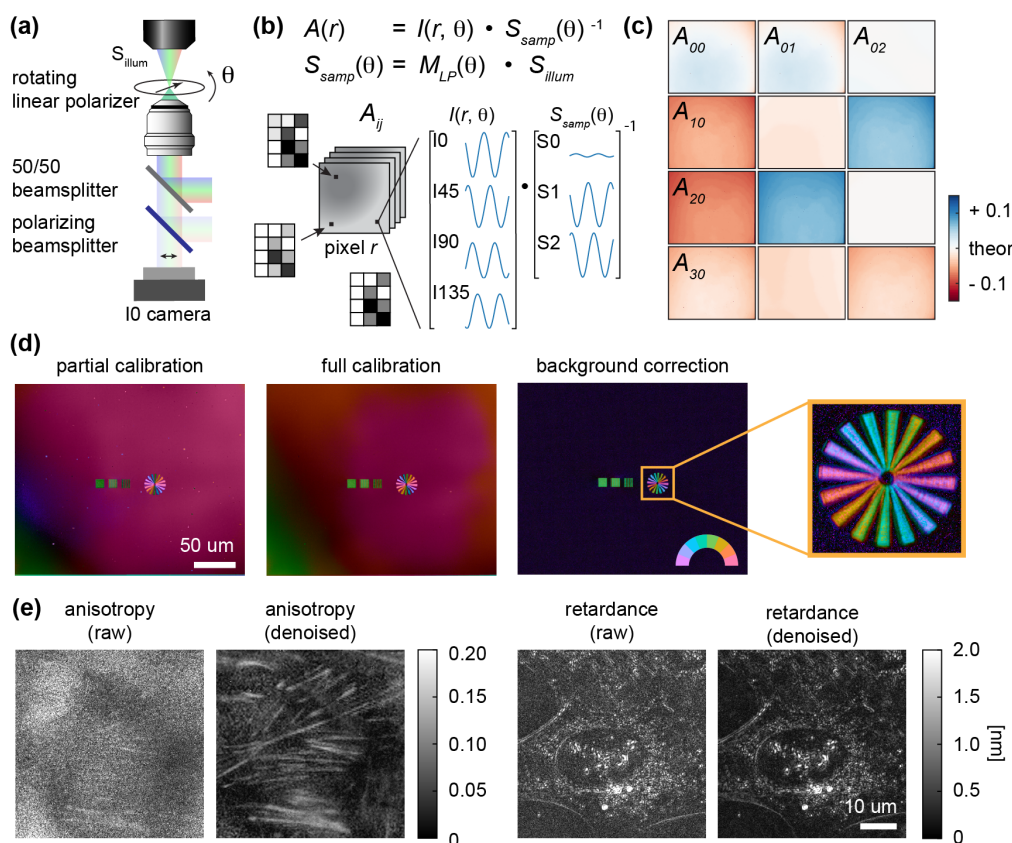 (a)
S_illum
rotating
linear polarizer
θ
50/50
beamsplitter
polarizing
beamsplitter
I0 camera
(b)
A(r) = I(r, θ) • S_samp(θ)⁻¹
S_samp(θ) = M_LP(θ) • S_illum
A_ij
I(r, θ)
S_samp(θ)
-1
I0
S0
I45
S1
I90
S2
I135
•
pixel r
(c)
A_00
A_01
A_02
A_10
A_20
A_30
+ 0.1
theor
- 0.1
(d)
partial calibration
full calibration
background correction
50 um
(e)
anisotropy
(raw)
anisotropy
(denoised)
0.20
0.15
0.10
0.05
0
retardance
(raw)
retardance
(denoised)
2.0
1.5
1.0
0.5
0
[nm]
10 um